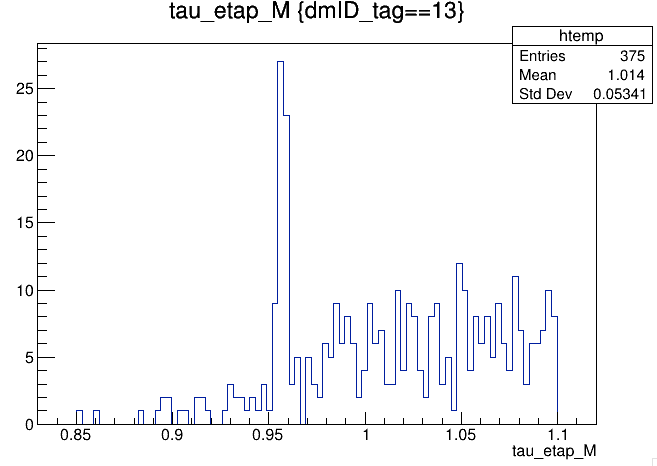 tau_etap_M {dmID_tag==13}
htemp
Entries 375
Mean 1.014
Std Dev 0.05341
25
20
15
10
5
0
0.85 0.9 0.95 1 1.05 1.1
tau_etap_M